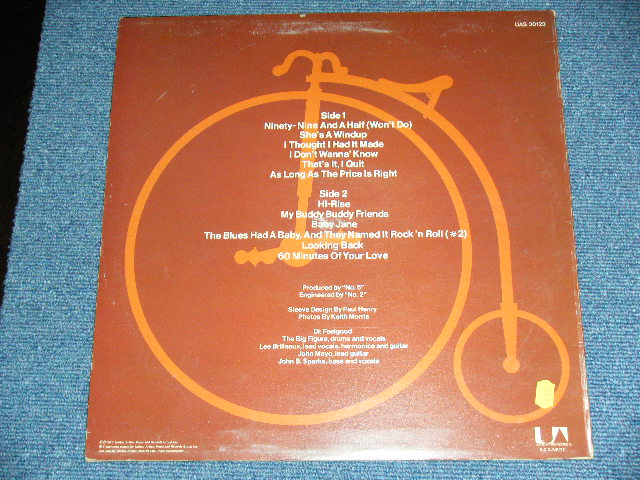 UAS 30123
Side 1
Ninety-Nine And A Half (Won't Do)
She's A Windup
I Thought I Had It Made
I Don't Wanna' Know
That's It, I Quit
As Long As The Price Is Right
Side 2
Hi-Rise
My Buddy Buddy Friends
Baby Jane
The Blues Had A Baby, And They Named It Rock 'n Roll (#2)
Looking Back
60 Minutes Of Your Love
Produced by "No. 5"
Engineered by "No. 2"
Sleeve Design By Paul Henry
Photos By Keith Morris
Dr. Feelgood
The Big Figure, drums and vocals
Lee Brilleaux, lead vocals, harmonica and guitar
John Mayo, lead guitar
John B. Sparks, bass and vocals
UA